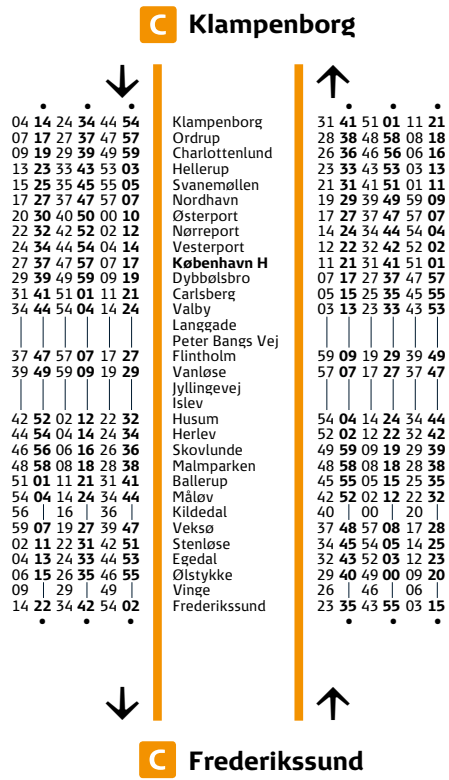 C Klampenborg
04 14 24 34 44 54 Klampenborg 31 41 51 01 11 21
07 17 27 37 47 57 Ordrup 28 38 48 58 08 18
09 19 29 39 49 59 Charlottenlund 26 36 46 56 06 16
13 23 33 43 53 03 Hellerup 23 33 43 53 03 13
15 25 35 45 55 05 Svanemøllen 21 31 41 51 01 11
17 27 37 47 57 07 Nordhavn 19 29 39 49 59 09
20 30 40 50 00 10 Østerport 17 27 37 47 57 07
22 32 42 52 02 12 Nørreport 14 24 34 44 54 04
24 34 44 54 04 14 Vesterport 12 22 32 42 52 02
27 37 47 57 07 17 København H 11 21 31 41 51 01
29 39 49 59 09 19 Dybbølsbro 07 17 27 37 47 57
31 41 51 01 11 21 Carlsberg 05 15 25 35 45 55
34 44 54 04 14 24 Valby 03 13 23 33 43 53
Langgade
Peter Bangs Vej
37 47 57 07 17 27 Flintholm 59 09 19 29 39 49
39 49 59 09 19 29 Vanløse 57 07 17 27 37 47
Jyllingevej
Islev
42 52 02 12 22 32 Husum 54 04 14 24 34 44
44 54 04 14 24 34 Herlev 52 02 12 22 32 42
46 56 06 16 26 36 Skovlunde 49 59 09 19 29 39
48 58 08 18 28 38 Malmparken 48 58 08 18 28 38
51 01 11 21 31 41 Ballerup 45 55 05 15 25 35
54 04 14 24 34 44 Måløv 42 52 02 12 22 32
56 16 36 Kildedal 40 00 20
59 07 19 27 39 47 Veksø 37 48 57 08 17 28
02 11 22 31 42 51 Stenløse 34 45 54 05 14 25
04 13 24 33 44 53 Egedal 32 43 52 03 12 23
06 15 26 35 46 55 Ølstykke 29 40 49 00 09 20
09 29 49 Vinge 26 46 06
14 22 34 42 54 02 Frederikssund 23 35 43 55 03 15
C Frederikssund